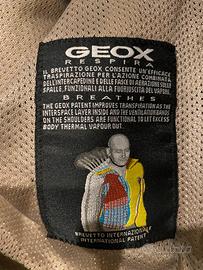 GEOX
RESPIRA
IL BREVETTO GEOX CONSENTE UN'EFFICACE
TRASPIRAZIONE PER L'AZIONE COMBINATA
DELL'INTERCAPEDINE E DELLE FASCE DI AERAZIONE SULLE
SPALLE, FUNZIONALI ALLA FUORIUSCITA DEL VAPORE.
BREATHES
THE GEOX PATENT IMPROVES TRANSPIRATION AS THE
INTERSPACE LAYER INSIDE AND THE VENTILATOR BANDS
ON THE SHOULDERS ARE FUNCTIONAL TO LET EXCESS
BODY THERMAL VAPOUR OUT.
BREVETTO INTERNAZIONALE
INTERNATIONAL PATENT